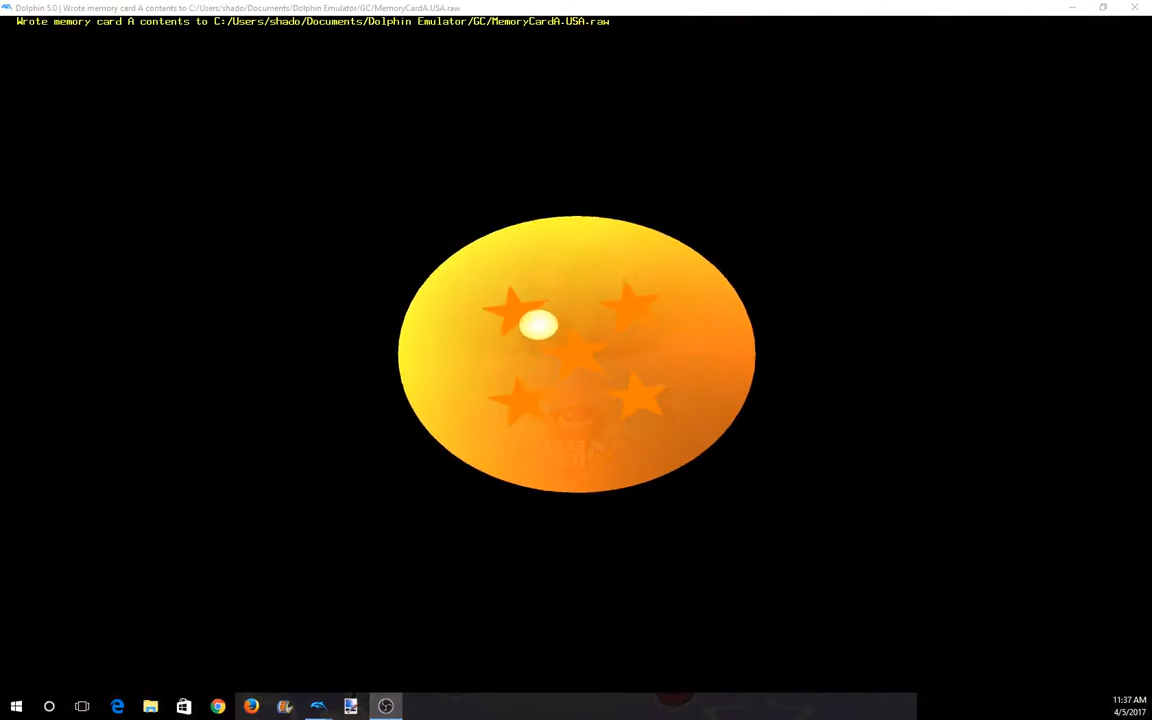 Dolphin 5.0 | Wrote memory card A contents to C:/Users/shado/Documents/Dolphin Emulator/GC/MemoryCardA.USA.raw
Wrote memory card A contents to C:/Users/shado/Documents/Dolphin Emulator/GC/MemoryCardA.USA.raw
11:37 AM
4/5/2017